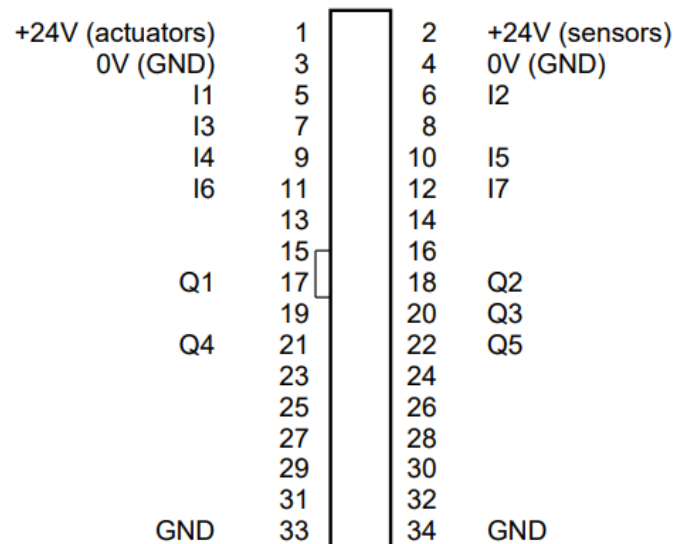 +24V (actuators) 1 2 +24V (sensors)
0V (GND) 3 4 0V (GND)
I1 5 6 I2
I3 7 8
I4 9 10 I5
I6 11 12 I7
13 14
15 16
Q1 17 18 Q2
19 20 Q3
Q4 21 22 Q5
23 24
25 26
27 28
29 30
31 32
GND 33 34 GND